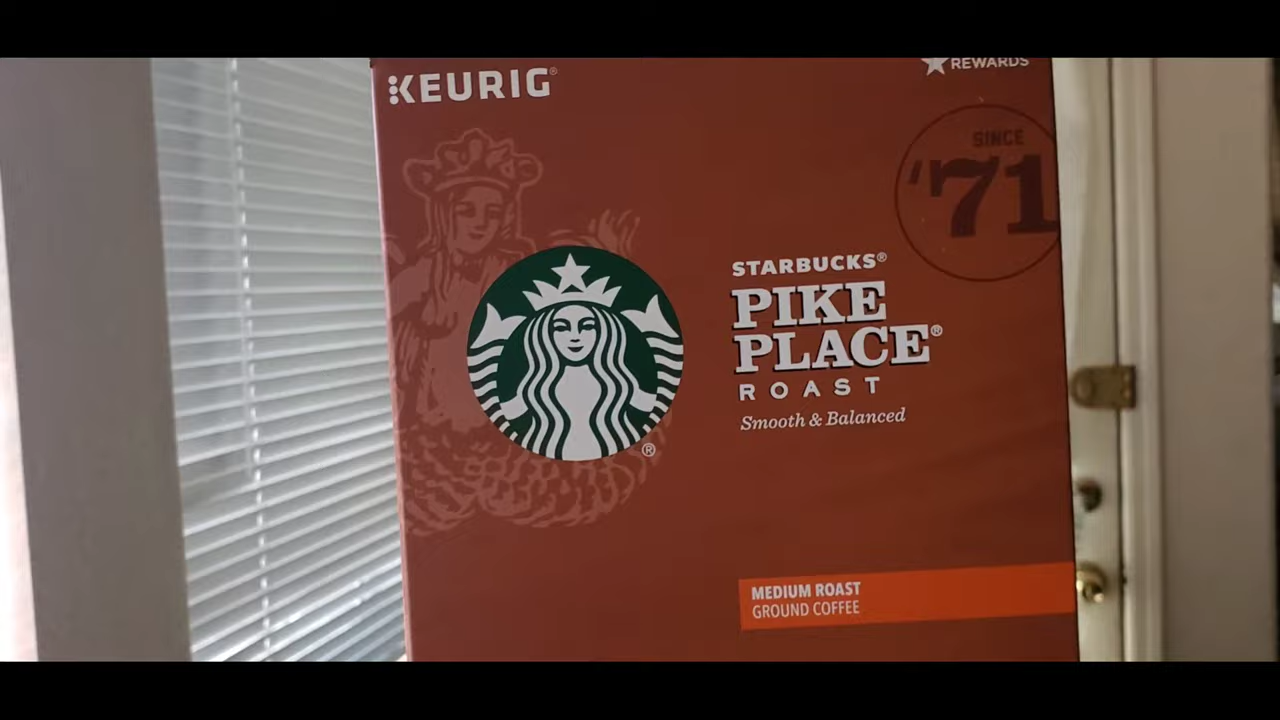 KEURIG®
REWARDS
SINCE
'71
STARBUCKS®
PIKE
PLACE®
ROAST
Smooth & Balanced
®
MEDIUM ROAST
GROUND COFFEE